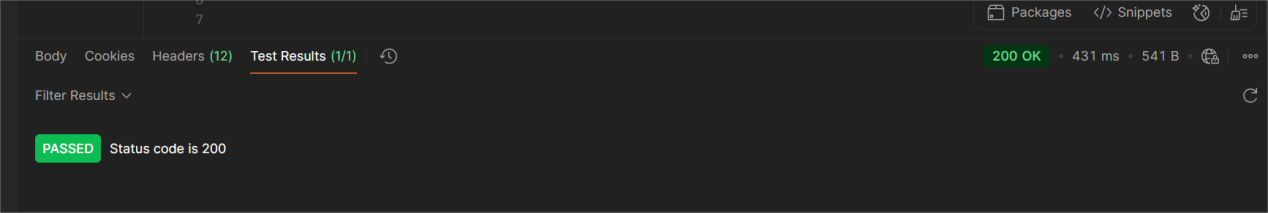 7
Packages </> Snippets
Body Cookies Headers (12) Test Results (1/1) 200 OK • 431 ms • 541 B
Filter Results
PASSED Status code is 200